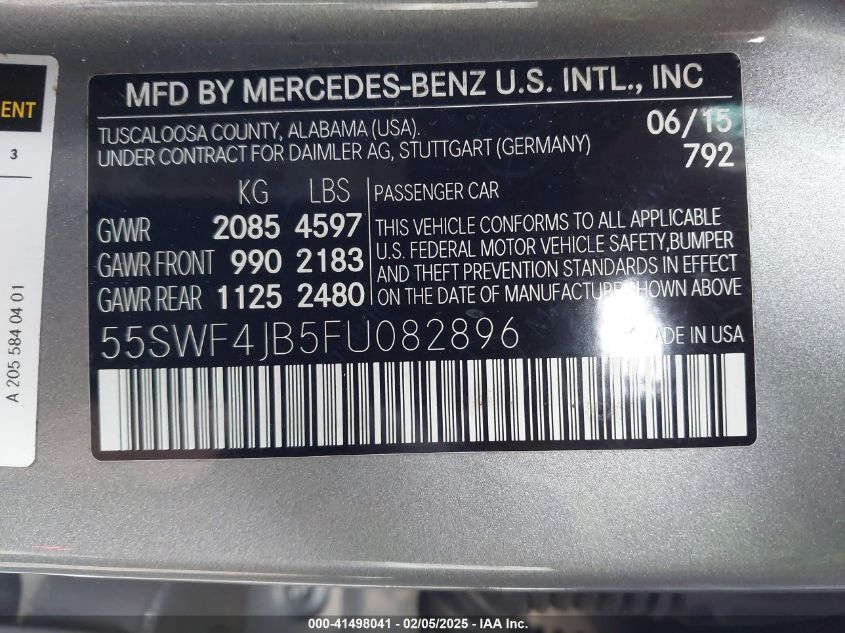 ENT
3
A 205 584 04 01
MFD BY MERCEDES-BENZ U.S. INTL., INC
TUSCALOOSA COUNTY, ALABAMA (USA).
UNDER CONTRACT FOR DAIMLER AG, STUTTGART (GERMANY)
06/15
792
KG LBS
GVWR 2085 4597
GAWR FRONT 990 2183
GAWR REAR 1125 2480
PASSENGER CAR
THIS VEHICLE CONFORMS TO ALL APPLICABLE
U.S. FEDERAL MOTOR VEHICLE SAFETY,BUMPER
AND THEFT PREVENTION STANDARDS IN EFFECT
ON THE DATE OF MANUFACTURE SHOWN ABOVE
55SWF4JB5FU082896
MADE IN USA
000-41498041 - 02/05/2025 - IAA Inc.